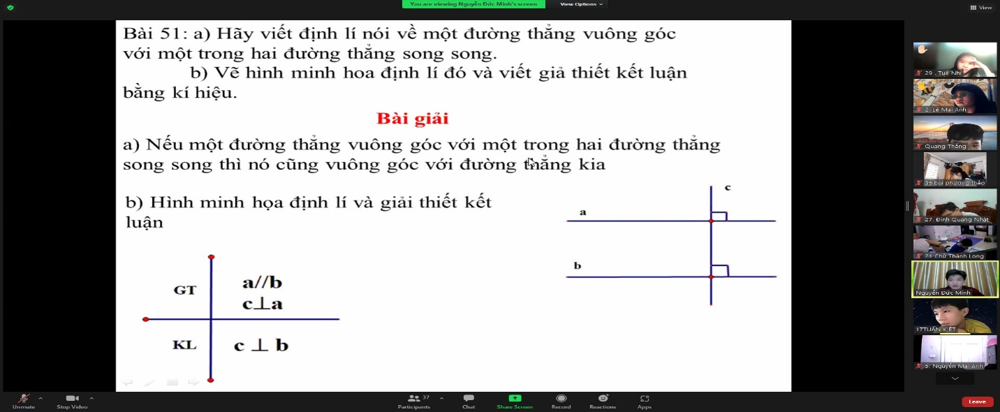 You are viewing Nguyễn Đức Minh's screen
View Options
View
Bài 51: a) Hãy viết định lí nói về một đường thẳng vuông góc
với một trong hai đường thẳng song song.
b) Vẽ hình minh hoa định lí đó và viết giả thiết kết luận
bằng kí hiệu.
Bài giải
a) Nếu một đường thẳng vuông góc với một trong hai đường thẳng
song song thì nó cũng vuông góc với đường thẳng kia
b) Hình minh họa định lí và giải thiết kết
luận
c
a
b
GT
a//b
c⊥a
KL
c ⊥ b
29 . Tuệ Nhi
2. Lê Mai Anh
Quang Thắng
35.bùi phương thảo
27. Đinh Quang Nhật
21 Chử Thành Long
Nguyễn Đức Minh
17TUẤN KIỆT
5. Nguyễn Mai Anh
Unmute
Stop Video
37
Participants
Chat
Share Screen
Record
Reactions
Apps
Leave